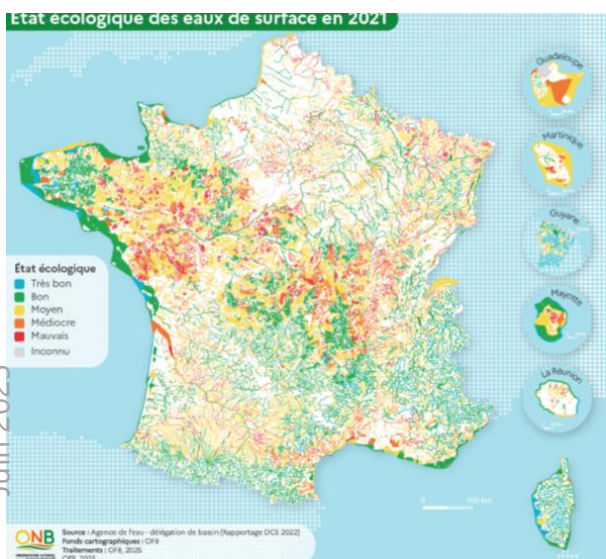 État écologique des eaux de surface en 2021
Guadeloupe
Martinique
Guyane
Mayotte
La Réunion
État écologique
Très bon
Bon
Moyen
Médiocre
Mauvais
Inconnu
Juin 2025
0 100 km
ONB
Source : Agence de l'eau - délégation de bassin (Rapportage DCE 2022)
Fonds cartographiques : OFB
Traitements : OFB, 2025
OFB, 2025